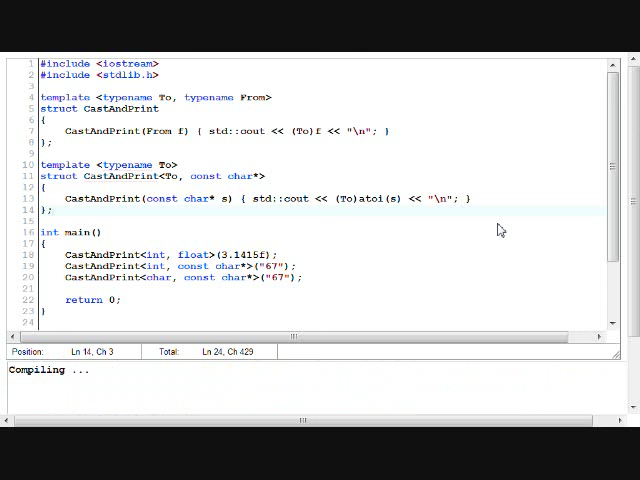 1 #include <iostream>
2 #include <stdlib.h>
3
4 template <typename To, typename From>
5 struct CastAndPrint
6 {
7 CastAndPrint(From f) { std::cout << (To)f << "\n"; }
8 };
9
10 template <typename To>
11 struct CastAndPrint<To, const char*>
12 {
13 CastAndPrint(const char* s) { std::cout << (To)atoi(s) << "\n"; }
14 };
15
16 int main()
17 {
18 CastAndPrint<int, float>(3.1415f);
19 CastAndPrint<int, const char*>("67");
20 CastAndPrint<char, const char*>("67");
21
22 return 0;
23 }
24
Position: Ln 14, Ch 3 Total: Ln 24, Ch 429
Compiling ...